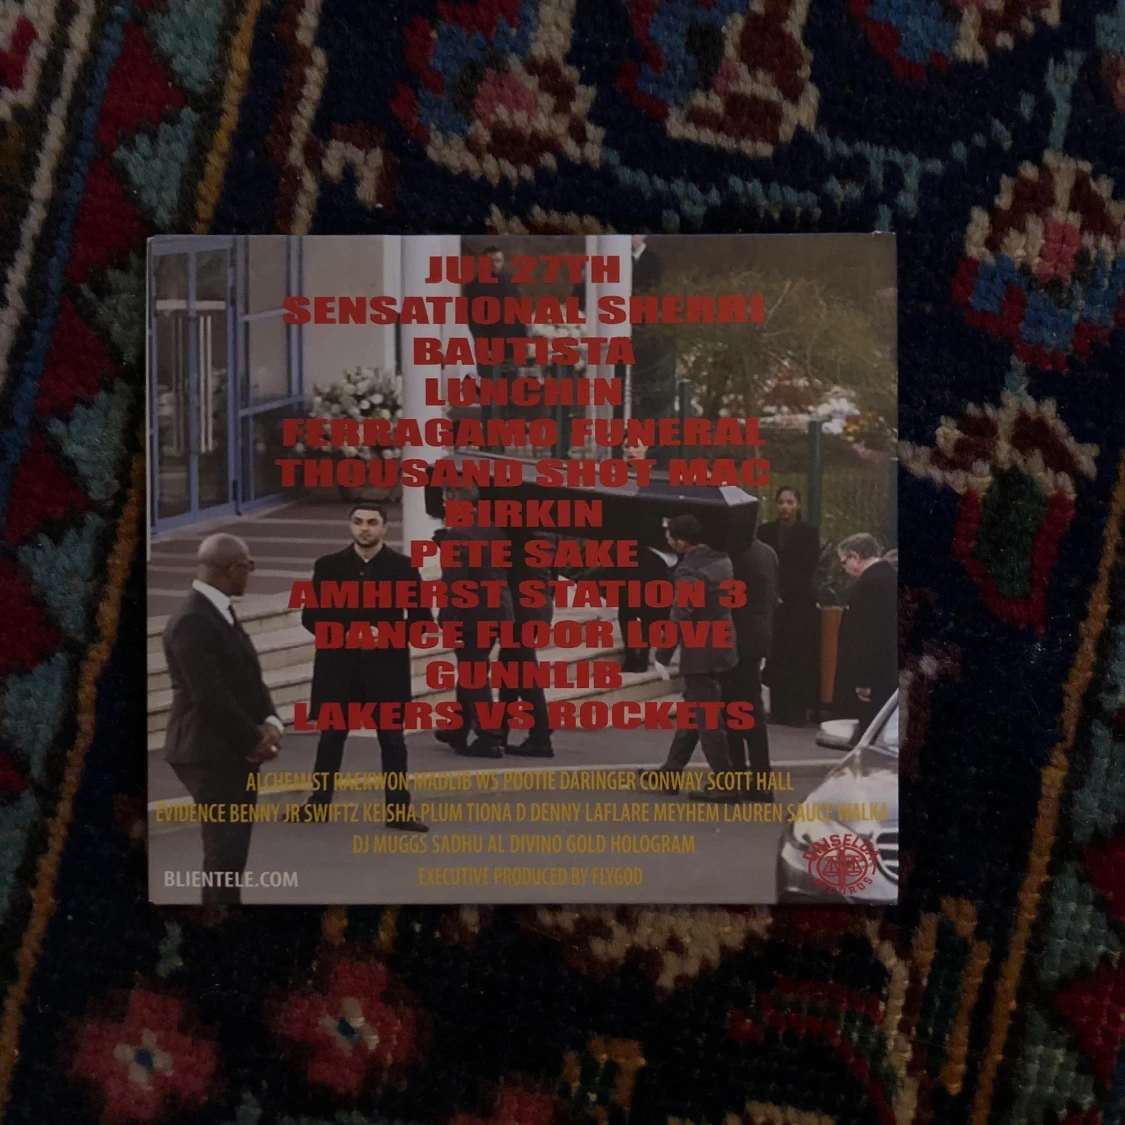 JUL 27TH
SENSATIONAL SHERRI
BAUTISTA
LUNCHIN
FERRAGAMO FUNERAL
THOUSAND SHOT MAC
BIRKIN
PETE SAKE
AMHERST STATION 3
DANCE FLOOR LOVE
GUNNLIB
LAKERS VS ROCKETS
ALCHEMIST RAEKWON MADLIB WS POOTIE DARINGER CONWAY SCOTT HALL
EVIDENCE BENNY JR SWIFTZ KEISHA PLUM TIONA D DENNY LAFLARE MEYHEM LAUREN SAUCE WALKA
DJ MUGGS SADHU AL DIVINO GOLD HOLOGRAM
EXECUTIVE PRODUCED BY FLYGOD
BLIENTELE.COM
GRISELDA
RECORDS